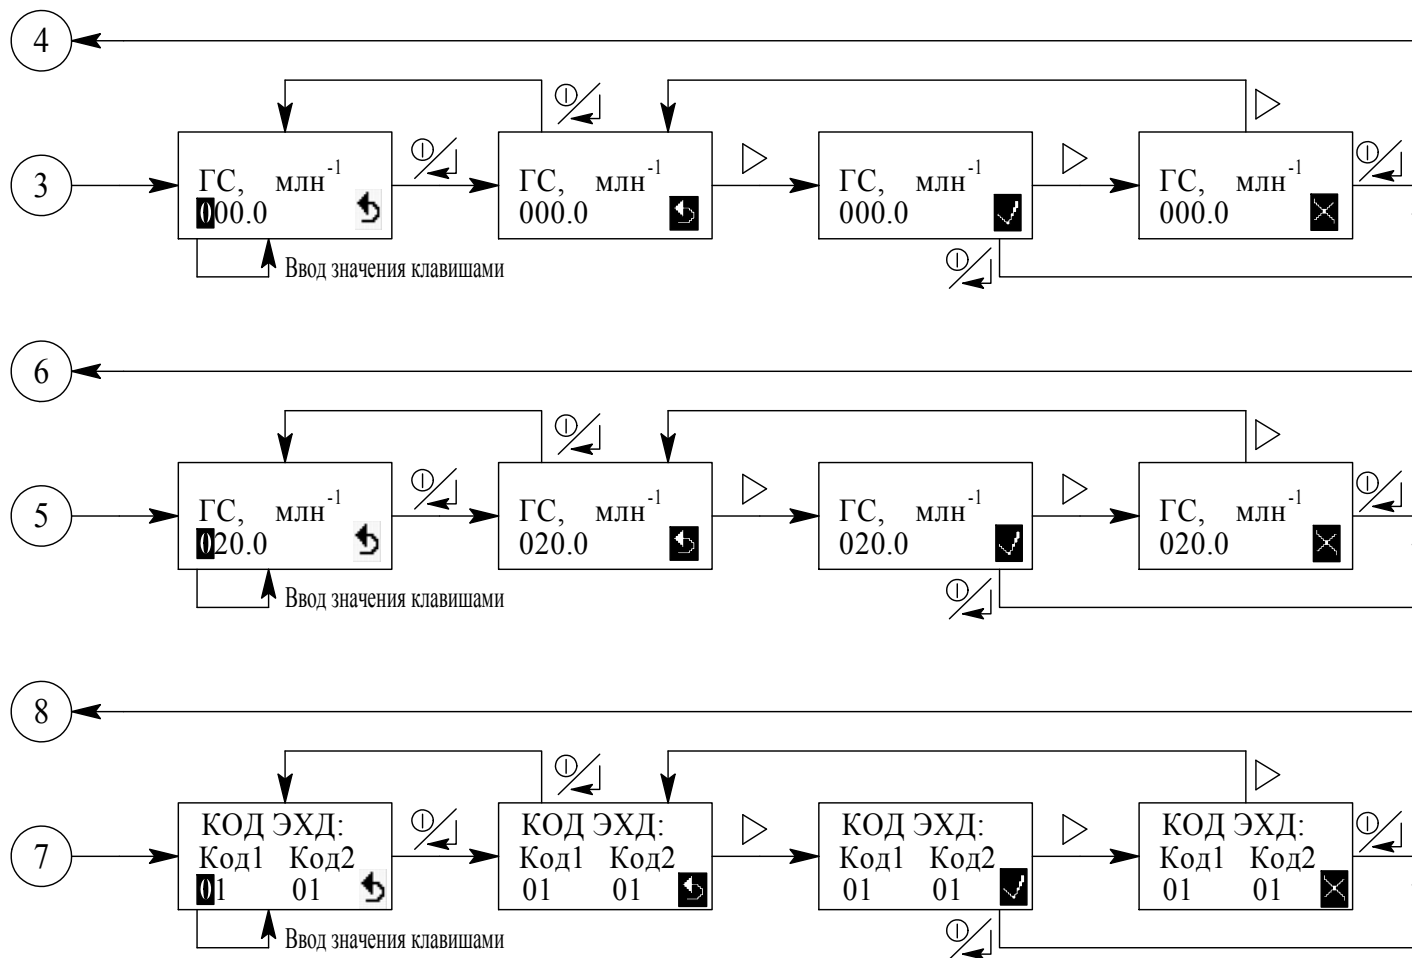 4
3
ГС, млн-1
000.0
ГС, млн-1
000.0
ГС, млн-1
000.0
ГС, млн-1
000.0
Ввод значения клавишами
6
5
ГС, млн-1
020.0
ГС, млн-1
020.0
ГС, млн-1
020.0
ГС, млн-1
020.0
Ввод значения клавишами
8
7
КОД ЭХД:
Код1 Код2
01 01
КОД ЭХД:
Код1 Код2
01 01
КОД ЭХД:
Код1 Код2
01 01
КОД ЭХД:
Код1 Код2
01 01
Ввод значения клавишами